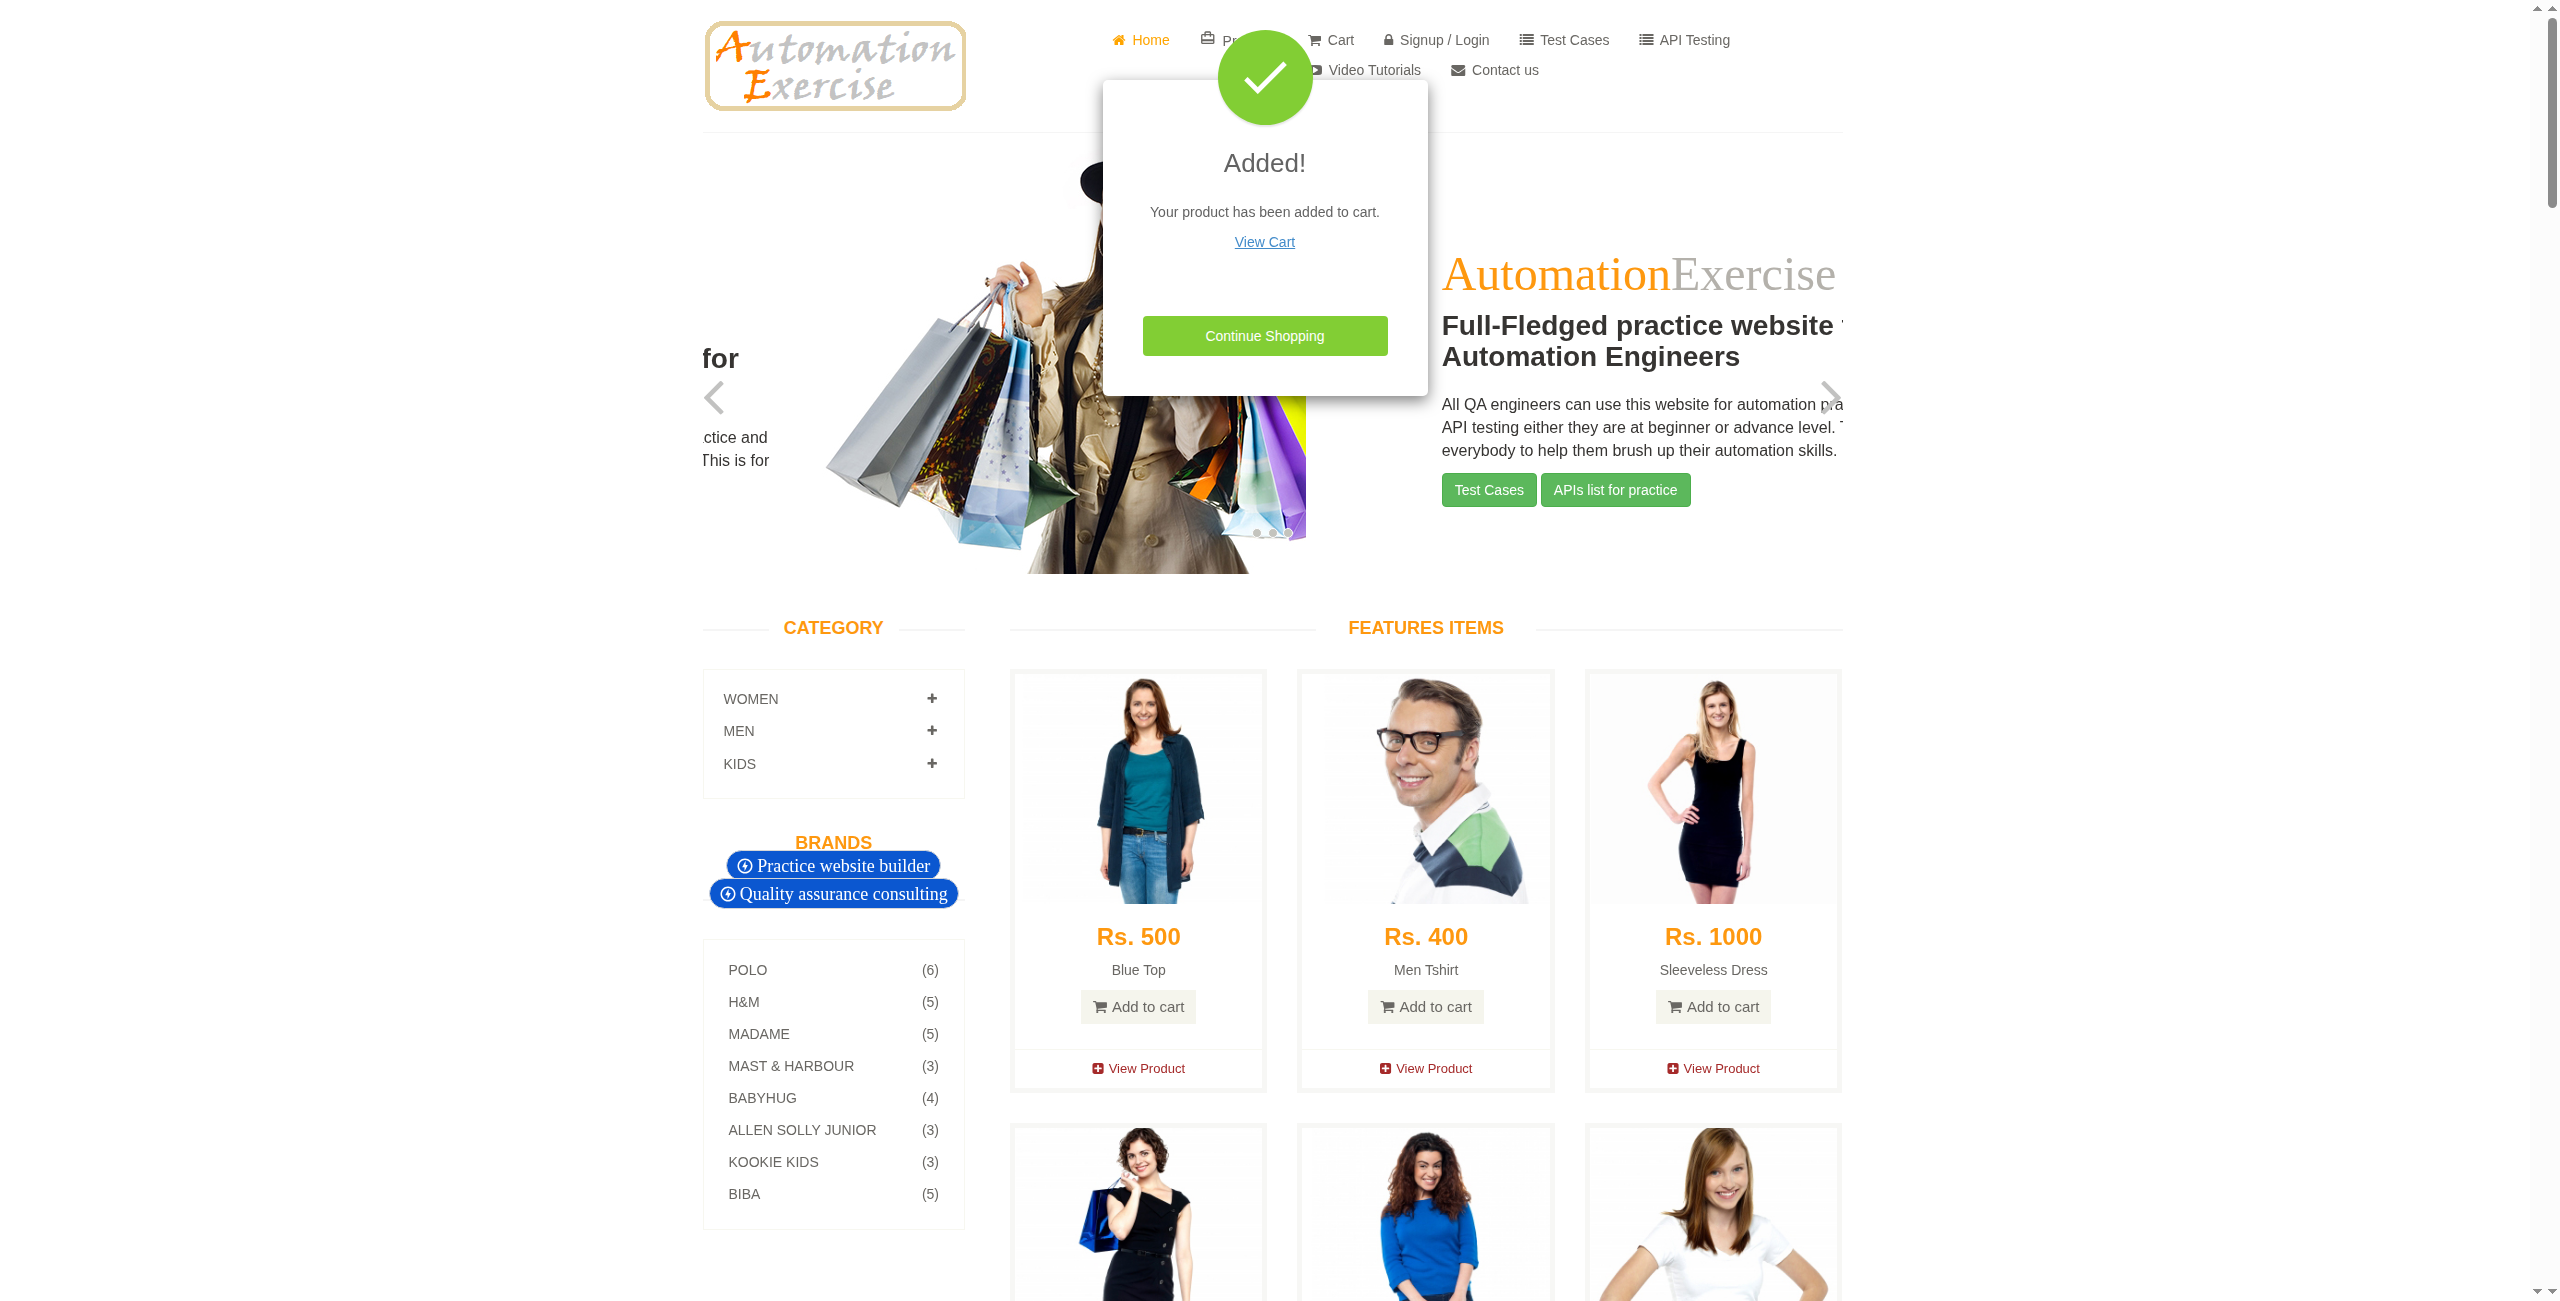 Automation
Exercise
Home
Cart
Signup / Login
Test Cases
API Testing
Video Tutorials
Contact us
Added!
Your product has been added to cart.
View Cart
Continue Shopping
for
ctice and
This is for
AutomationExercise
Full-Fledged practice website
Automation Engineers
All QA engineers can use this website for automation pra
API testing either they are at beginner or advance level.
everybody to help them brush up their automation skills.
Test Cases
APIs list for practice
CATEGORY
WOMEN
MEN
KIDS
BRANDS
Practice website builder
Quality assurance consulting
POLO (6)
H&M (5)
MADAME (5)
MAST & HARBOUR (3)
BABYHUG (4)
ALLEN SOLLY JUNIOR (3)
KOOKIE KIDS (3)
BIBA (5)
FEATURES ITEMS
Rs. 500
Blue Top
Add to cart
View Product
Rs. 400
Men Tshirt
Add to cart
View Product
Rs. 1000
Sleeveless Dress
Add to cart
View Product